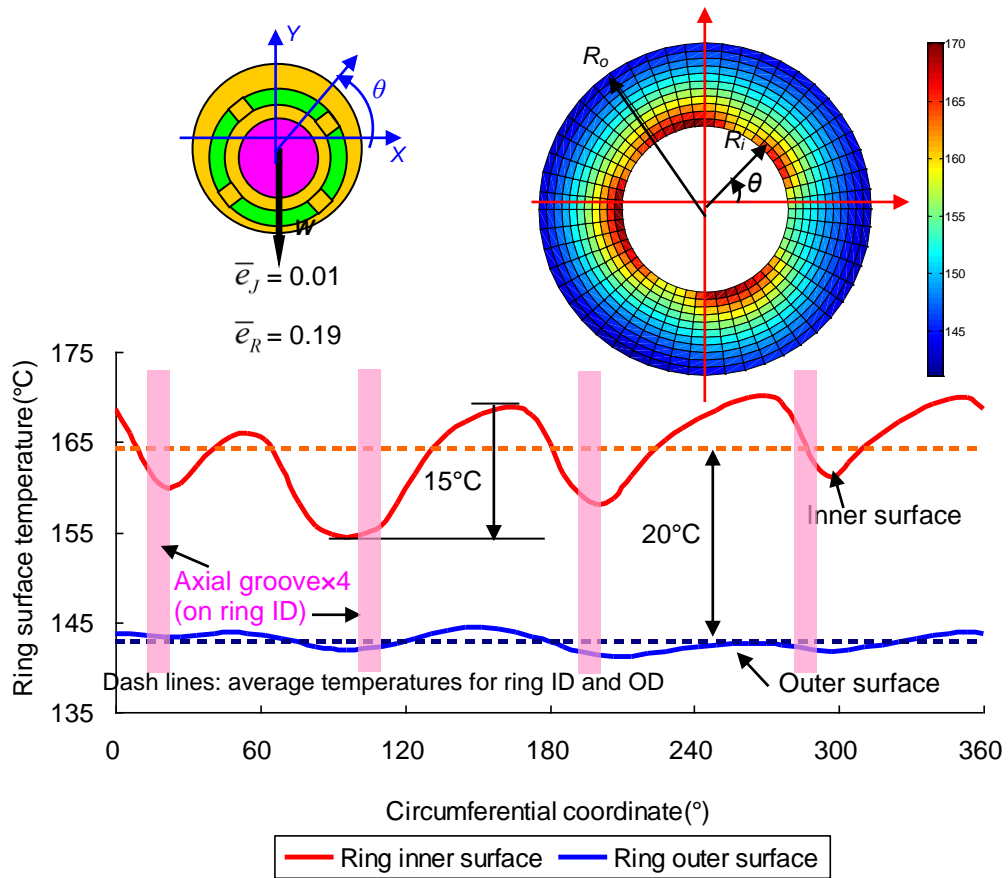 Y
θ
X
W
e̅_J = 0.01
e̅_R = 0.19
R_o
R_i
θ
170
165
160
155
150
145
Ring surface temperature(°C)
175
165
155
145
135
15°C
20°C
Inner surface
Axial groove×4
(on ring ID)
Outer surface
Dash lines: average temperatures for ring ID and OD
0 60 120 180 240 300 360
Circumferential coordinate(°)
Ring inner surface Ring outer surface